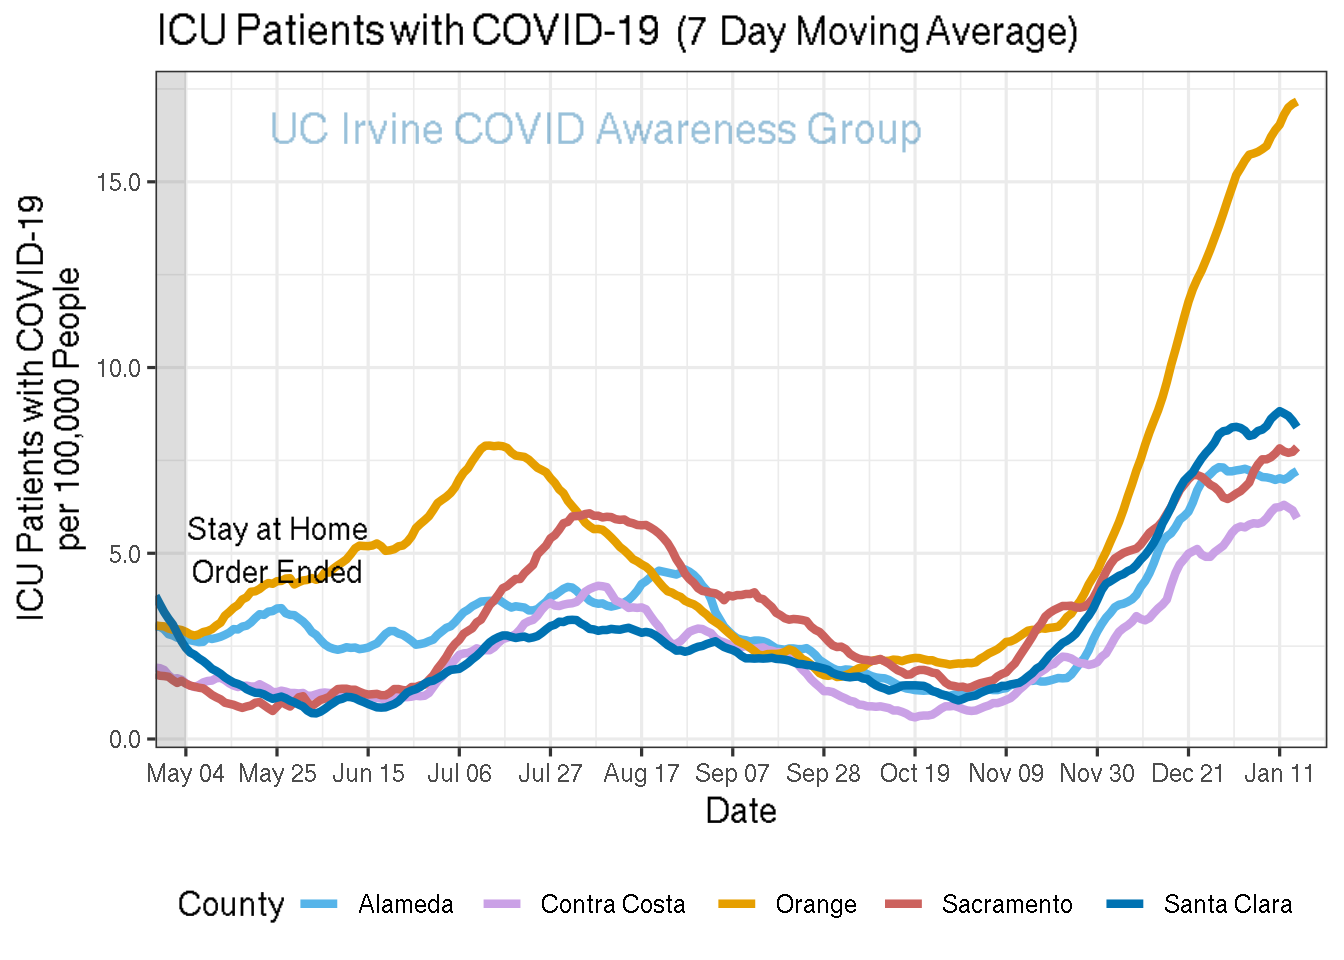 ICU Patients with COVID-19 (7 Day Moving Average)
UC Irvine COVID Awareness Group
ICU Patients with COVID-19
per 100,000 People
15.0
10.0
5.0
0.0
Stay at Home
Order Ended
May 04 May 25 Jun 15 Jul 06 Jul 27 Aug 17 Sep 07 Sep 28 Oct 19 Nov 09 Nov 30 Dec 21 Jan 11
Date
County Alameda Contra Costa Orange Sacramento Santa Clara